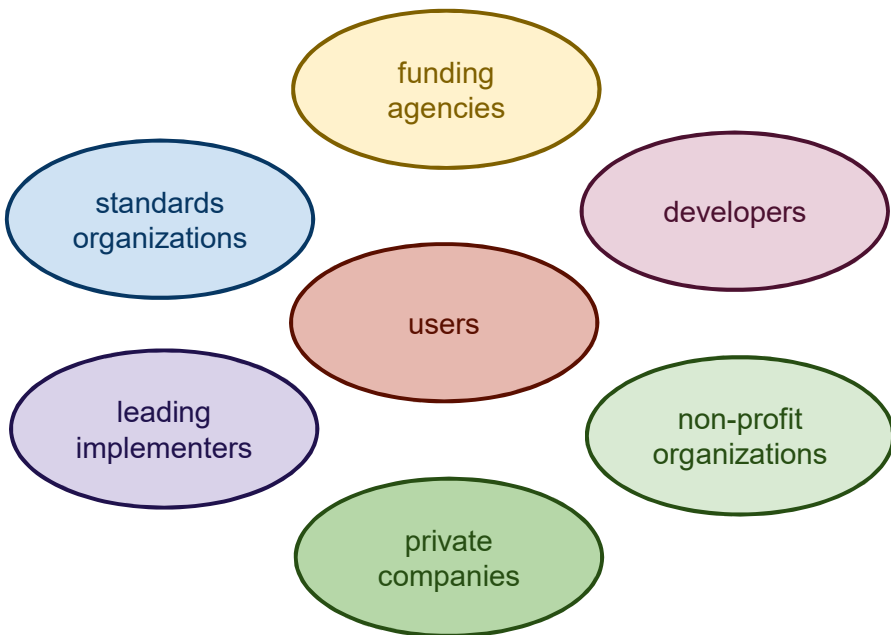 funding
agencies
standards
organizations
developers
users
leading
implementers
non-profit
organizations
private
companies